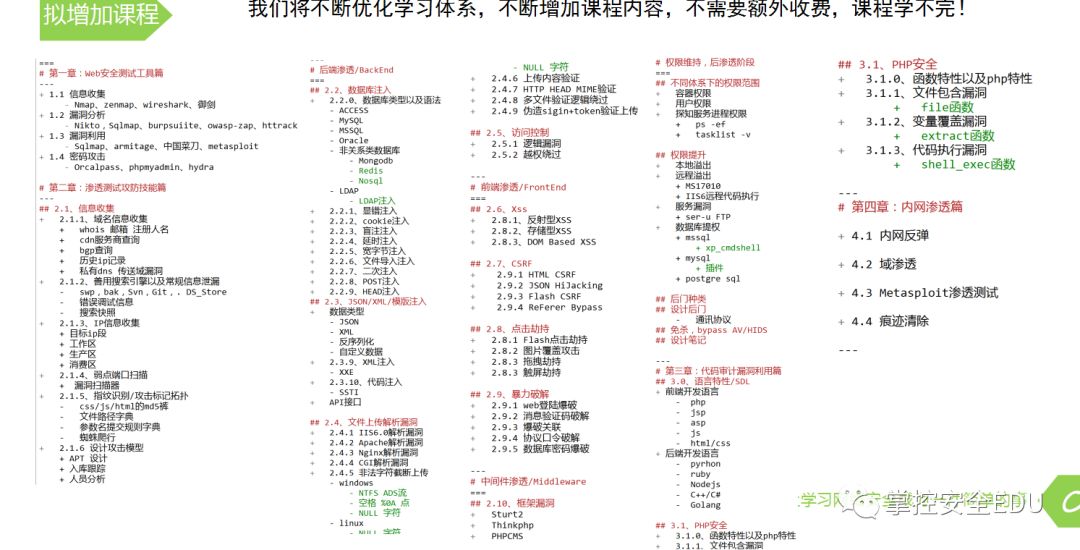 拟增加课程
我们将不断优化学习体系，不断增加课程内容，不需要额外收费，课程学不完！
===
# 第一章：Web安全测试工具篇
---
+ 1.1 信息收集
- Nmap、zenmap、wireshark、御剑
+ 1.2 漏洞分析
- Nikto，Sqlmap、burpsuiite、owasp-zap、httrack
+ 1.3 漏洞利用
- Sqlmap、armitage、中国菜刀、metasploit
+ 1.4 密码攻击
- Orcalpass、phpmyadmin、hydra
# 第二章：渗透测试攻防技能篇
---
## 2.1、信息收集
+ 2.1.1、域名信息收集
+ whois 邮箱 注册人名
+ cdn服务商查询
+ bgp查询
+ 历史ip记录
+ 私有dns 传送域漏洞
+ 2.1.2、善用搜索引擎以及常规信息泄漏
- swp，bak，Svn，Git，. DS_Store
- 错误调试信息
- 搜索快照
+ 2.1.3、IP信息收集
+ 目标ip段
+ 工作区
+ 生产区
+ 消费区
+ 2.1.4、弱点端口扫描
+ 漏洞扫描器
+ 2.1.5、指纹识别/攻击标记拓扑
- css/js/html的md5裤
- 文件路径字典
- 参数名提交规则字典
- 蜘蛛爬行
+ 2.1.6 设计攻击模型
+ APT 设计
+ 入库跟踪
+ 人员分析
---
# 后端渗透/BackEnd
===
## 2.2、数据库注入
+ 2.2.0、数据库类型以及语法
- ACCESS
- MySQL
- MSSQL
- Oracle
- 非关系类数据库
- Mongodb
- Redis
- Nosql
- LDAP
- LDAP注入
+ 2.2.1、显错注入
+ 2.2.2、cookie注入
+ 2.2.3、盲注注入
+ 2.2.4、延时注入
+ 2.2.5、宽字节注入
+ 2.2.6、文件导入注入
+ 2.2.7、二次注入
+ 2.2.8、POST注入
+ 2.2.9、HEAD注入
## 2.3、JSON/XML/模版注入
+ 数据类型
- JSON
- XML
- 反序列化
- 自定义数据
+ 2.3.9、XML注入
- XXE
+ 2.3.10、代码注入
- SSTI
+ API接口
## 2.4、文件上传解析漏洞
+ 2.4.1 IIS6.0解析漏洞
+ 2.4.2 Apache解析漏洞
+ 2.4.3 Nginx解析漏洞
+ 2.4.4 CGI解析漏洞
+ 2.4.5 非法字符截断上传
- windows
- NTFS ADS流
- 空格 %0A 点
- NULL 字符
- linux
- NULL 字符
- NULL 字符
+ 2.4.6 上传内容验证
+ 2.4.7 HTTP HEAD MIME验证
+ 2.4.8 多文件验证逻辑绕过
+ 2.4.9 伪造sigin+token验证上传
## 2.5、访问控制
+ 2.5.1 逻辑漏洞
+ 2.5.2 越权绕过
---
# 前端渗透/FrontEnd
===
## 2.6、Xss
+ 2.8.1、反射型XSS
+ 2.8.2、存储型XSS
+ 2.8.3、DOM Based XSS
## 2.7、CSRF
+ 2.9.1 HTML CSRF
+ 2.9.2 JSON HiJacking
+ 2.9.3 Flash CSRF
+ 2.9.4 ReFerer Bypass
## 2.8、点击劫持
+ 2.8.1 Flash点击劫持
+ 2.8.2 图片覆盖攻击
+ 2.8.3 拖拽劫持
+ 2.8.3 触屏劫持
## 2.9、暴力破解
+ 2.9.1 web登陆爆破
+ 2.9.2 消息验证码破解
+ 2.9.3 爆破关联
+ 2.9.4 协议口令破解
+ 2.9.5 数据库密码爆破
---
# 中间件渗透/Middleware
===
## 2.10、框架漏洞
+ Sturt2
+ Thinkphp
+ PHPCMS
# 权限维持，后渗透阶段
===
## 不同体系下的权限范围
+ 容器权限
+ 用户权限
+ 探知服务进程权限
+ ps -ef
+ tasklist -v
## 权限提升
+ 本地溢出
+ 远程溢出
+ MS17010
+ IIS6远程代码执行
+ 服务漏洞
+ ser-u FTP
+ 数据库提权
+ mssql
+ xp_cmdshell
+ mysql
+ 插件
+ postgre sql
## 后门种类
## 设计后门
- 通讯协议
## 免杀，bypass AV/HIDS
## 设计笔记
---
# 第三章：代码审计漏洞利用篇
## 3.0、语言特性/SDL
+ 前端开发语言
- php
- jsp
- asp
- js
- html/css
+ 后端开发语言
- pyrhon
- ruby
- Nodejs
- C++/C#
- Golang
## 3.1、PHP安全
+ 3.1.0、函数特性以及php特性
+ 3.1.1、文件包含漏洞
## 3.1、PHP安全
+ 3.1.0、函数特性以及php特性
+ 3.1.1、文件包含漏洞
+ file函数
+ 3.1.2、变量覆盖漏洞
+ extract函数
+ 3.1.3、代码执行漏洞
+ shell_exec函数
---
# 第四章：内网渗透篇
+ 4.1 内网反弹
+ 4.2 域渗透
+ 4.3 Metasploit渗透测试
+ 4.4 痕迹清除
---
掌控安全EDU